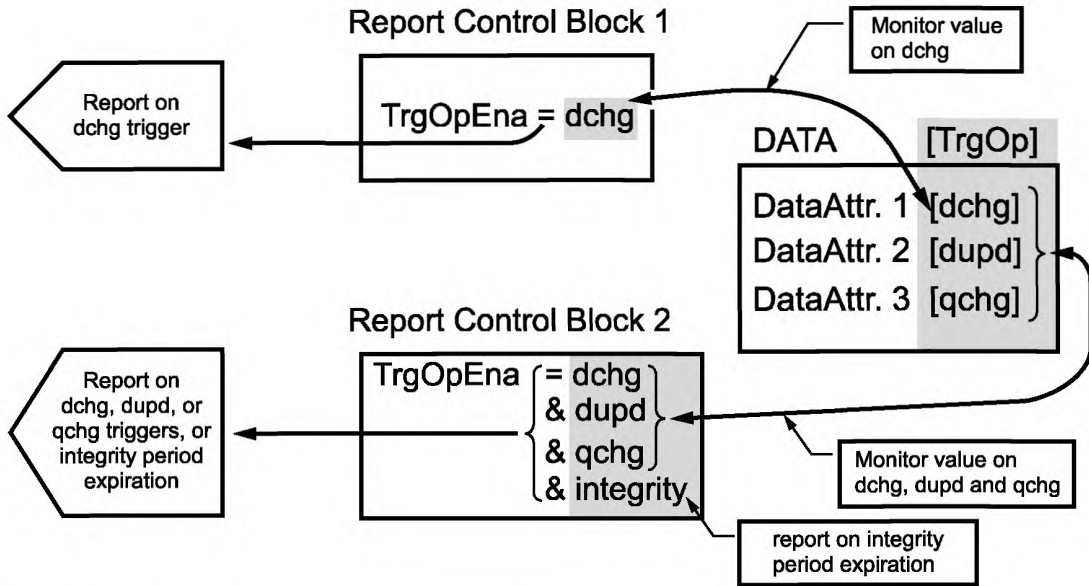 Report Control Block 1
Monitor value
on dchg
Report on
dchg trigger
TrgOpEna = dchg
DATA [TrgOp]
DataAttr. 1 [dchg]
DataAttr. 2 [dupd]
DataAttr. 3 [qchg]
Report Control Block 2
Report on
dchg, dupd, or
qchg triggers, or
integrity period
expiration
TrgOpEna = dchg
& dupd
& qchg
& integrity
Monitor value on
dchg, dupd and qchg
report on integrity
period expiration